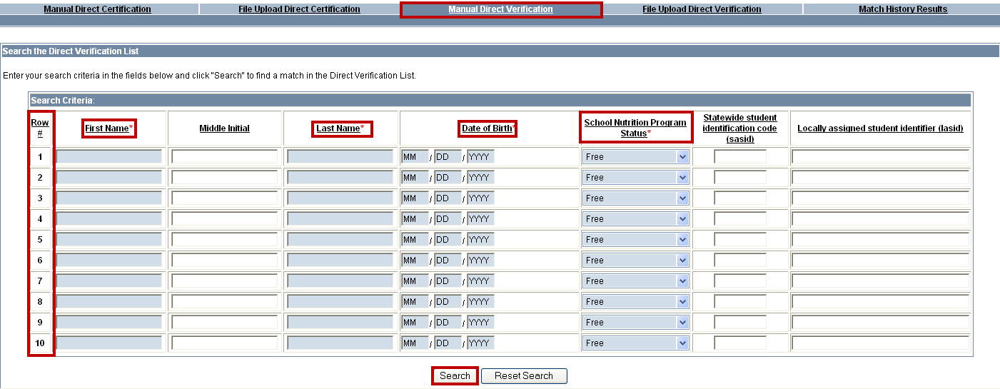 Manual Direct Certification File Upload Direct Certification Manual Direct Verification File Upload Direct Verification Match History Results
Search the Direct Verification List
Enter your search criteria in the fields below and click "Search" to find a match in the Direct Verification List.
Search Criteria:
Row # First Name* Middle Initial Last Name* Date of Birth* School Nutrition Program Status* Statewide student identification code (sasid) Locally assigned student identifier (lasid)
1 MM / DD / YYYY Free
2 MM / DD / YYYY Free
3 MM / DD / YYYY Free
4 MM / DD / YYYY Free
5 MM / DD / YYYY Free
6 MM / DD / YYYY Free
7 MM / DD / YYYY Free
8 MM / DD / YYYY Free
9 MM / DD / YYYY Free
10 MM / DD / YYYY Free
Search Reset Search